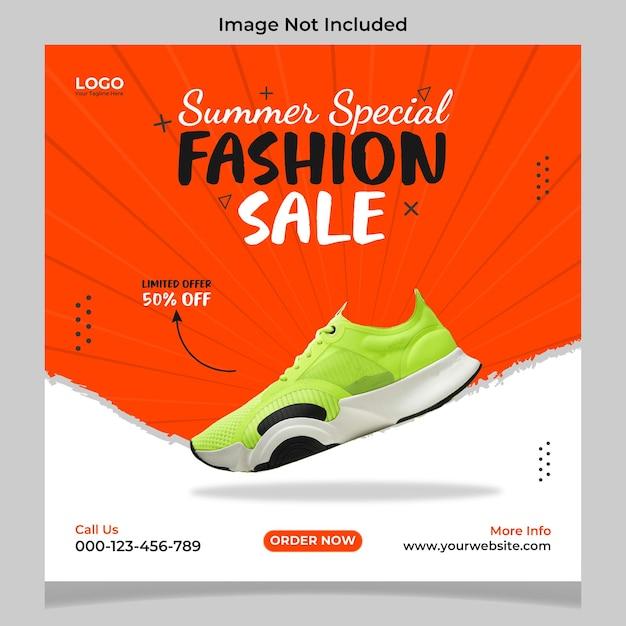 Image Not Included
LOGO
Your Tagline Here
Summer Special
FASHION
SALE
LIMITED OFFER
50% OFF
Call Us
000-123-456-789
ORDER NOW
More Info
www.yourwebsite.com